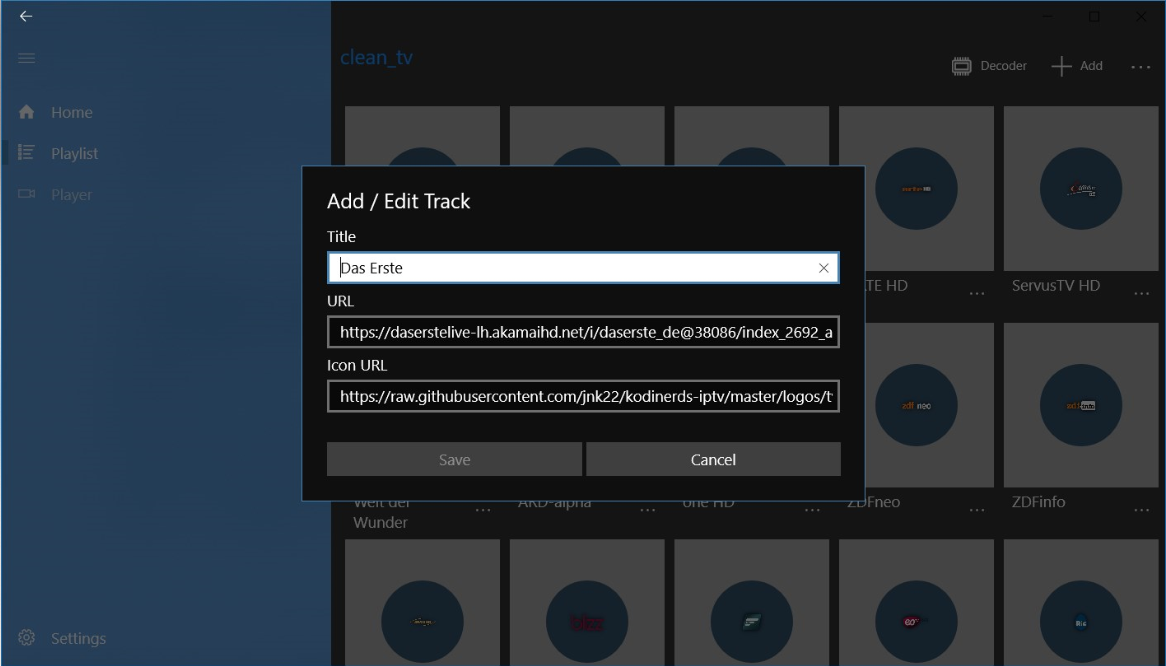 clean_tv
Decoder
Add
Home
Playlist
Player
Add / Edit Track
Title
Das Erste
URL
https://daserstelive-lh.akamaihd.net/i/daserste_de@38086/index_2692_a
Icon URL
https://raw.githubusercontent.com/jnk22/kodinerds-iptv/master/logos/t
Save
Cancel
TE HD
ServusTV HD
zdf neo
Welt der
Wunder
ARD-alpha
one HD
ZDFneo
ZDFinfo
Settings